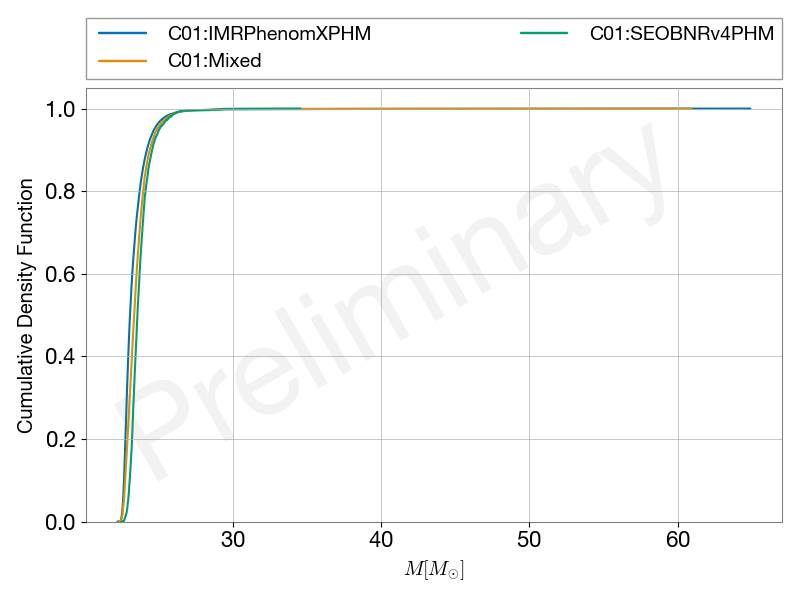 C01:IMRPhenomXPHM
C01:Mixed
C01:SEOBNRv4PHM
Cumulative Density Function
1.0
0.8
0.6
0.4
0.2
0.0
Preliminary
30 40 50 60
M[M⊙]